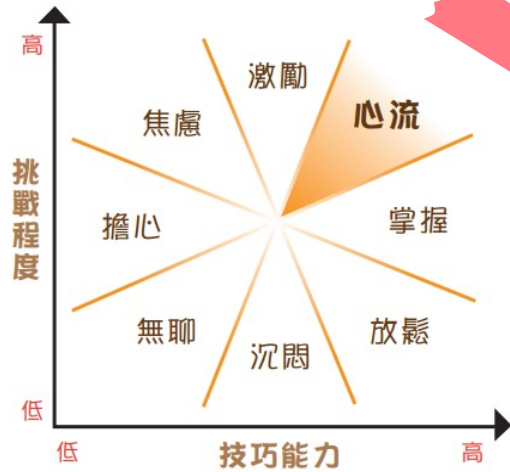 高
激勵
心流
焦慮
挑戰程度
擔心
掌握
無聊
沉悶
放鬆
低
低
技巧能力
高